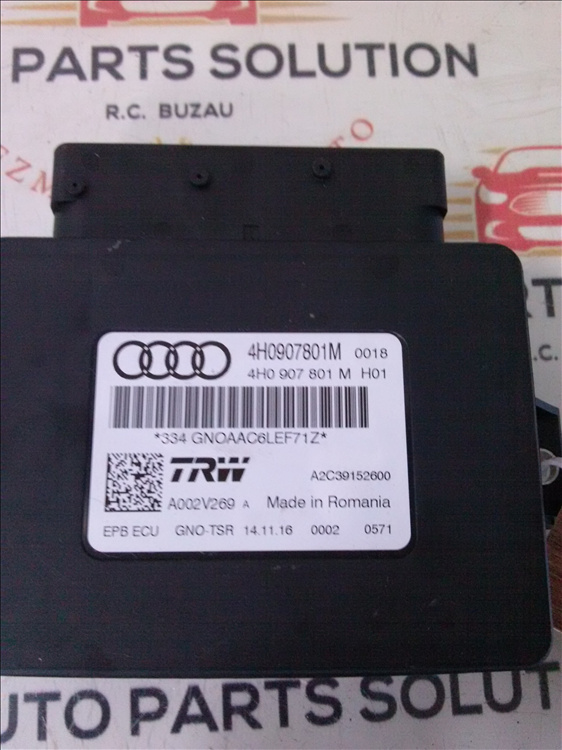 PARTS SOLUTION
R.C. BUZAU
4H0907801M 0018
4H0 907 801 M H01
*334 GNOAAC6LEF71Z*
TRW
A2C39152600
A002V269 A Made in Romania
EPB ECU GNO-TSR 14.11.16 0002 0571
R.C.
UTO PARTS SOLUT